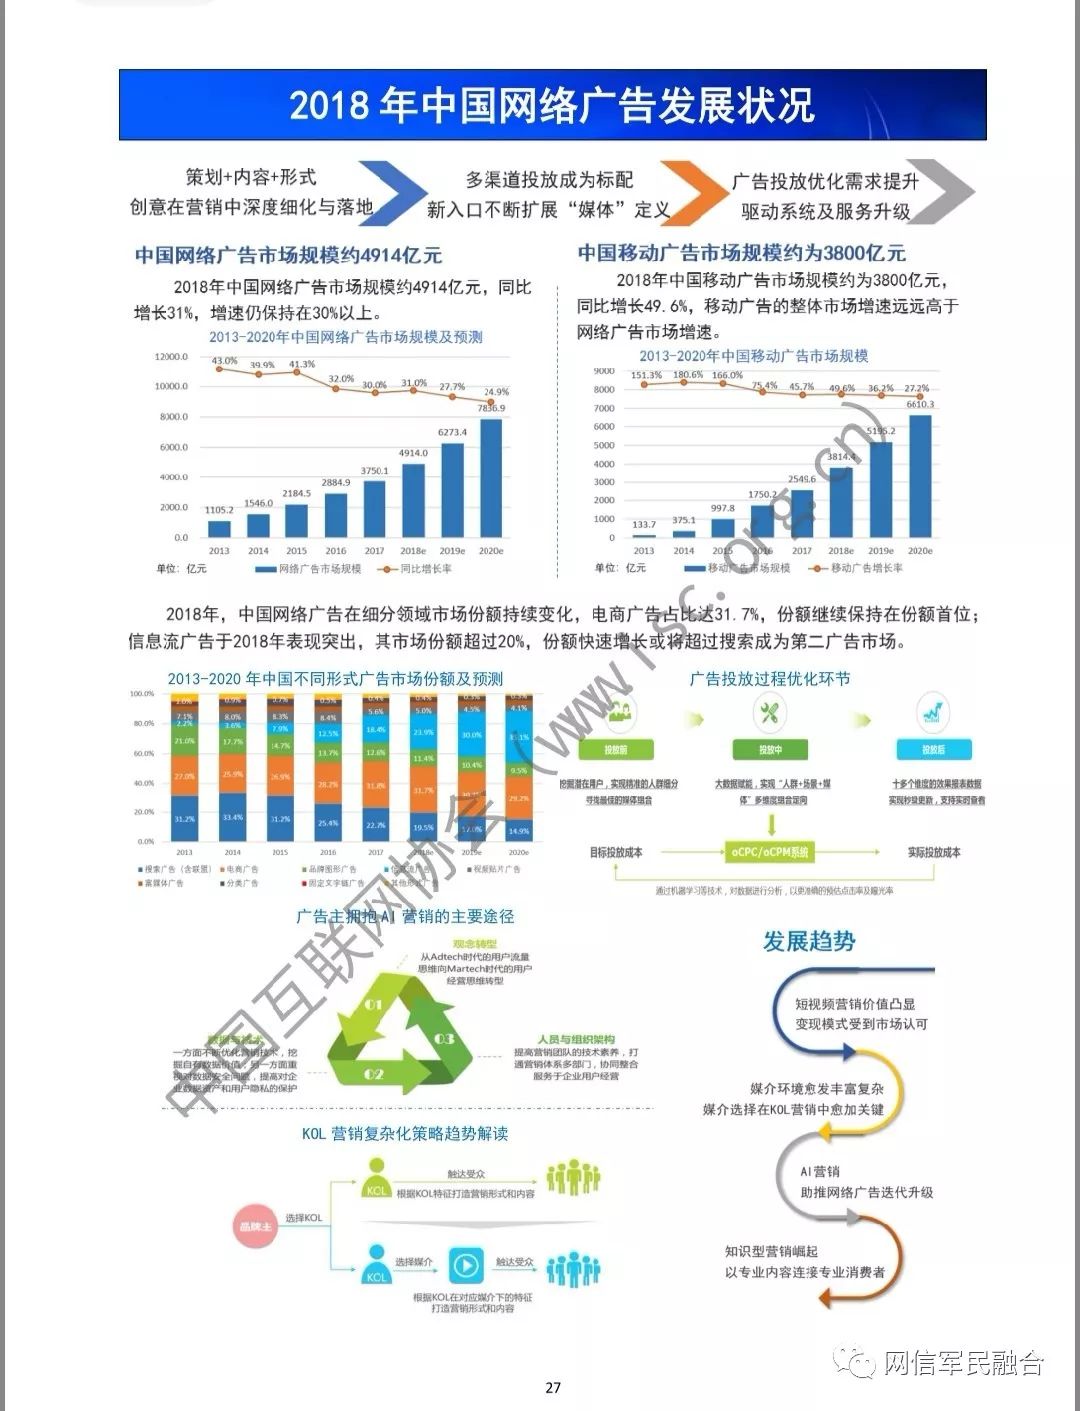 2018 年中国网络广告发展状况
策划+内容+形式
创意在营销中深度细化与落地
多渠道投放成为标配
新入口不断扩展“媒体”定义
广告投放优化需求提升
驱动系统及服务升级
中国网络广告市场规模约4914亿元
2018年中国网络广告市场规模约4914亿元，同比
增长31%，增速仍保持在30%以上。
2013-2020年中国网络广告市场规模及预测
12000.0
10000.0
8000.0
6000.0
4000.0
2000.0
0.0
43.0% 39.9% 41.3% 32.0% 30.0% 31.0% 27.7% 24.9%
1105.2 1546.0 2184.5 2884.9 3750.1 4914.0 6273.4 7836.9
2013 2014 2015 2016 2017 2018e 2019e 2020e
单位：亿元 网络广告市场规模 同比增长率
中国移动广告市场规模约为3800亿元
2018年中国移动广告市场规模约为3800亿元，
同比增长49.6%，移动广告的整体市场增速远远高于
网络广告市场增速。
2013-2020年中国移动广告市场规模
9000
8000
7000
6000
5000
4000
3000
2000
1000
0
151.3% 180.6% 166.0% 75.4% 45.7% 49.6% 36.2% 27.2%
133.7 375.1 997.8 1750.2 2549.6 3814.4 5195.2 6610.3
2013 2014 2015 2016 2017 2018e 2019e 2020e
单位：亿元 移动广告市场规模 移动广告增长率
2018年，中国网络广告在细分领域市场份额持续变化，电商广告占比达31.7%，份额继续保持在份额首位；
信息流广告于2018年表现突出，其市场份额超过20%，份额快速增长或将超过搜索成为第二广告市场。
2013-2020 年中国不同形式广告市场份额及预测
100.0%
80.0%
60.0%
40.0%
20.0%
0.0%
7.1% 8.0% 8.3% 8.4% 5.6% 5.0% 4.5% 4.1%
2.2% 3.6% 7.9% 12.5% 18.4% 23.9% 30.0%
21.0% 17.7% 14.7% 13.7% 12.6% 11.4% 10.4% 9.5%
27.0% 25.9% 26.9% 28.2% 31.8% 31.7% 29.2%
31.2% 33.4% 31.2% 25.4% 22.7% 19.5% 14.9%
2013 2014 2015 2016 2017 2018e 2019e 2020e
搜索广告（含联盟） 电商广告 品牌图形广告 信息流广告 视频贴片广告
富媒体广告 分类广告 固定文字链广告 其他形式广告
广告投放过程优化环节
投放前 投放中 投放后
挖掘潜在用户，实现精准的人群细分
寻找最佳的媒体组合
大数据赋能，实现“人群+场景+媒
体”多维度组合定向
十多个维度的效果报表数据
实现秒级更新，支持实时查看
目标投放成本 oCPC/oCPM系统 实际投放成本
通过机器学习等技术，对数据进行分析，以更准确的预估点击率及曝光率
广告主拥抱 AI 营销的主要途径
观念转型
从Adtech时代的用户流量
思维向Martech时代的用户
经营思维转型
01
02
03
数据与技术
一方面不断优化营销技术，挖
掘自有数据价值；另一方面重
视对数据安全问题，提高对企
业数据资产和用户隐私的保护
人员与组织架构
提高营销团队的技术素养，打
通营销体系多部门，协同整合
服务于企业用户经营
KOL 营销复杂化策略趋势解读
品牌主
选择KOL
KOL
触达受众
根据KOL特征打造营销形式和内容
KOL
选择媒介
触达受众
根据KOL在对应媒介下的特征
打造营销形式和内容
发展趋势
短视频营销价值凸显
变现模式受到市场认可
媒介环境愈发丰富复杂
媒介选择在KOL营销中愈加关键
AI营销
助推网络广告迭代升级
知识型营销崛起
以专业内容连接专业消费者
中国互联网协会（www.isc.org.cn）
网信军民融合
27